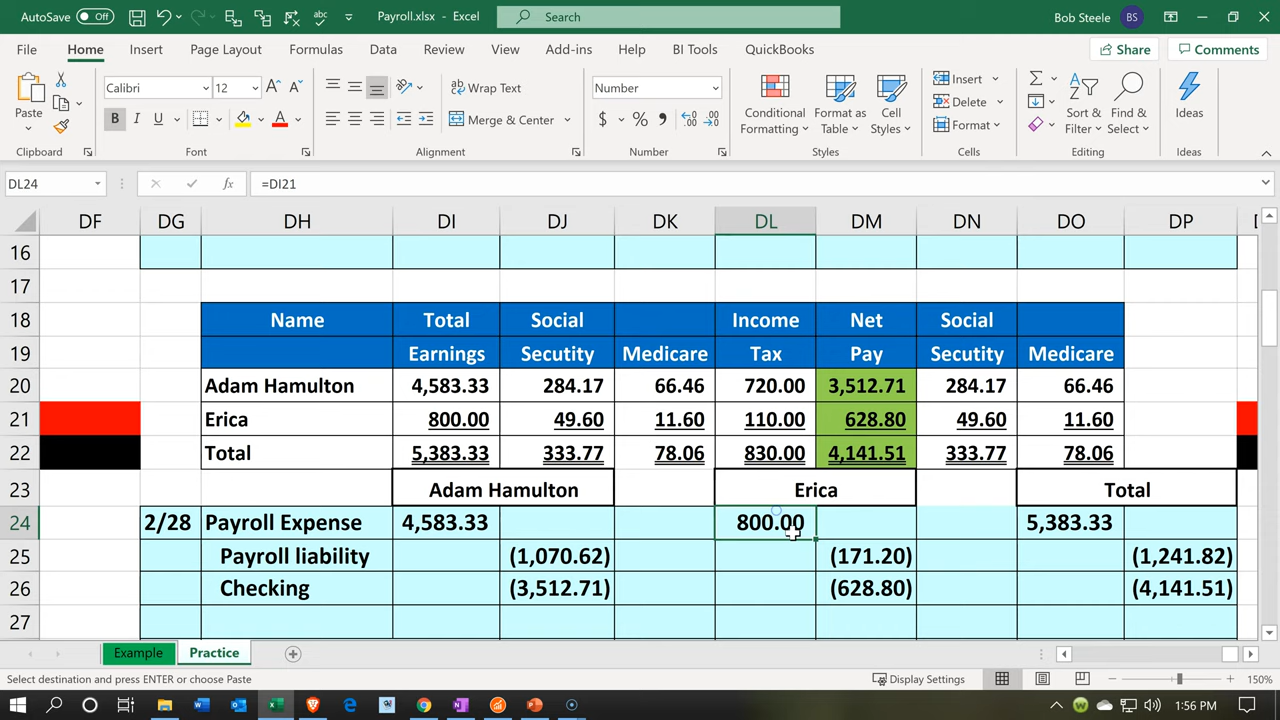 AutoSave Off Payroll.xlsx - Excel Search Bob Steele BS
File Home Insert Page Layout Formulas Data Review View Add-ins Help BI Tools QuickBooks Share Comments
Calibri 12 A A Wrap Text Number Insert
Paste B I U A Merge & Center $ % , Conditional Formatting Format as Table Cell Styles Delete Format Sort & Filter Find & Select Ideas
Clipboard Font Alignment Number Styles Cells Editing Ideas
DL24 fx =DI21
DF DG DH DI DJ DK DL DM DN DO DP
16
17
18 Name Total Social Income Net Social
19 Earnings Secutity Medicare Tax Pay Secutity Medicare
20 Adam Hamulton 4,583.33 284.17 66.46 720.00 3,512.71 284.17 66.46
21 Erica 800.00 49.60 11.60 110.00 628.80 49.60 11.60
22 Total 5,383.33 333.77 78.06 830.00 4,141.51 333.77 78.06
23 Adam Hamulton Erica Total
24 2/28 Payroll Expense 4,583.33 800.00 5,383.33
25 Payroll liability (1,070.62) (171.20) (1,241.82)
26 Checking (3,512.71) (628.80) (4,141.51)
27
Example Practice
Select destination and press ENTER or choose Paste Display Settings 150%
1:56 PM